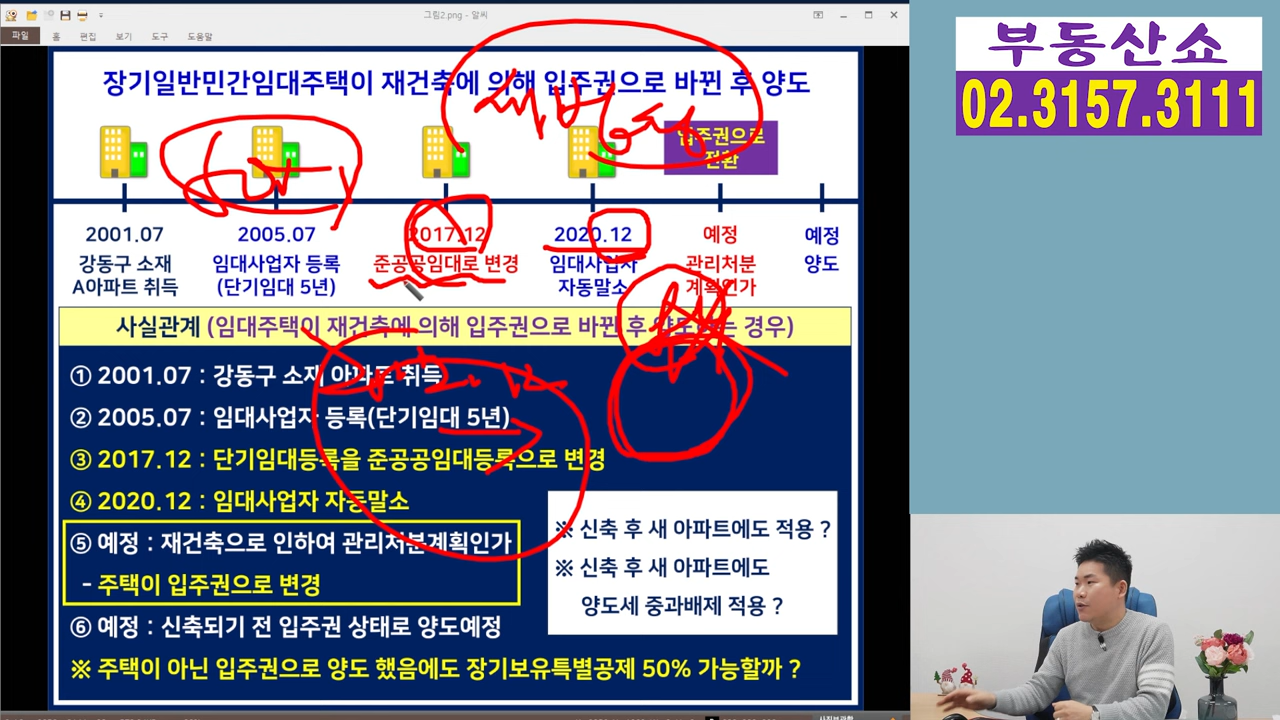 그림2.png - 알씨
파일 홈 편집 보기 도구 도움말
부동산쇼
02.3157.3111
장기일반민간임대주택이 재건축에 의해 입주권으로 바뀐 후 양도
입주권으로
전환
2001.07
강동구 소재
A아파트 취득
2005.07
임대사업자 등록
(단기임대 5년)
2017.12
준공공임대로 변경
2020.12
임대사업자
자동말소
예정
관리처분
계획인가
예정
양도
사실관계 (임대주택이 재건축에 의해 입주권으로 바뀐 후 양도하는 경우)
① 2001.07 : 강동구 소재 아파트 취득
② 2005.07 : 임대사업자 등록(단기임대 5년)
③ 2017.12 : 단기임대등록을 준공공임대등록으로 변경
④ 2020.12 : 임대사업자 자동말소
⑤ 예정 : 재건축으로 인하여 관리처분계획인가
- 주택이 입주권으로 변경
⑥ 예정 : 신축되기 전 입주권 상태로 양도예정
※ 주택이 아닌 입주권으로 양도 했음에도 장기보유특별공제 50% 가능할까 ?
※ 신축 후 새 아파트에도 적용 ?
※ 신축 후 새 아파트에도
양도세 중과배제 적용 ?